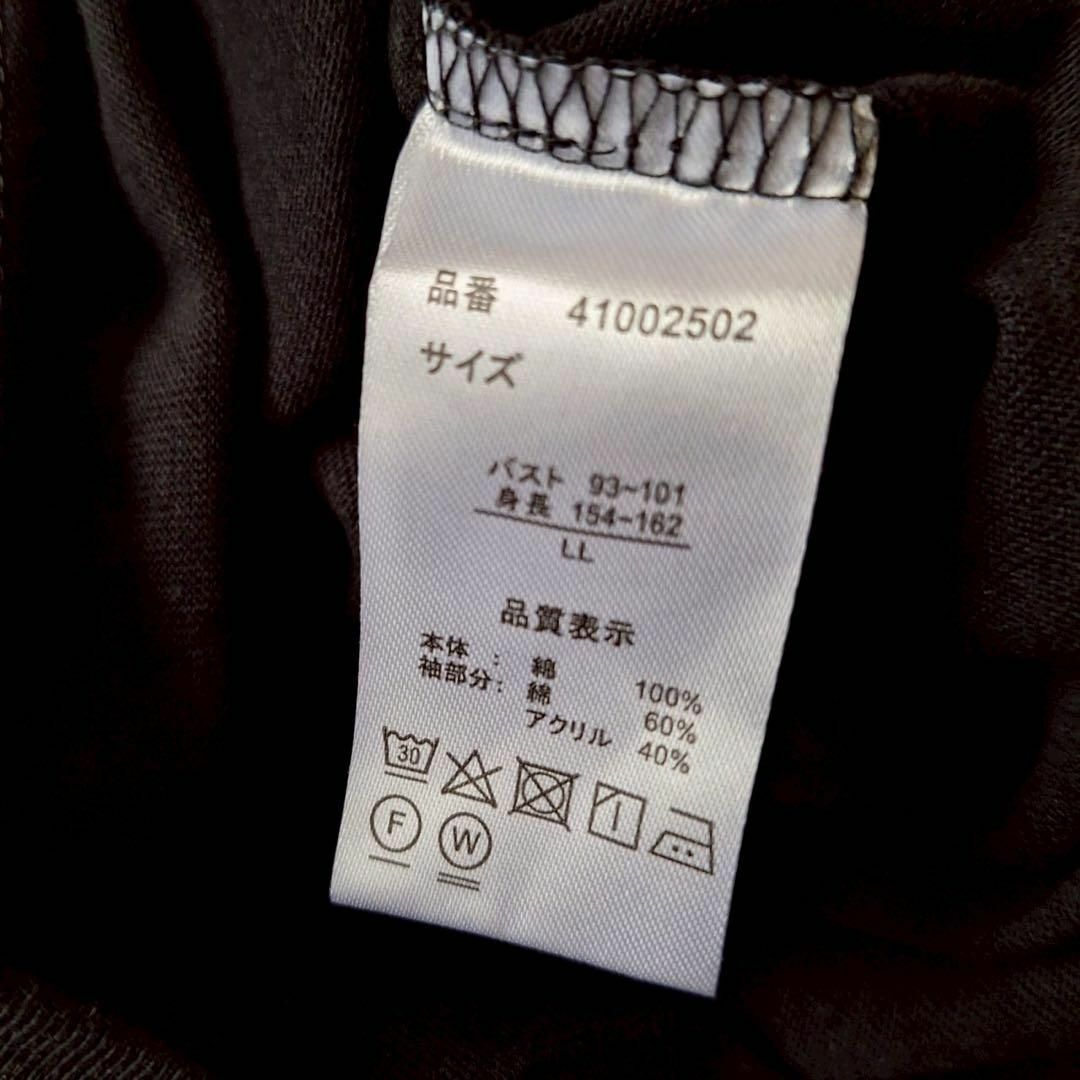 品番 41002502
サイズ
バスト 93~101
身長 154~162
LL
品質表示
本体 : 綿 100%
袖部分: 綿 60%
アクリル 40%
30
F W